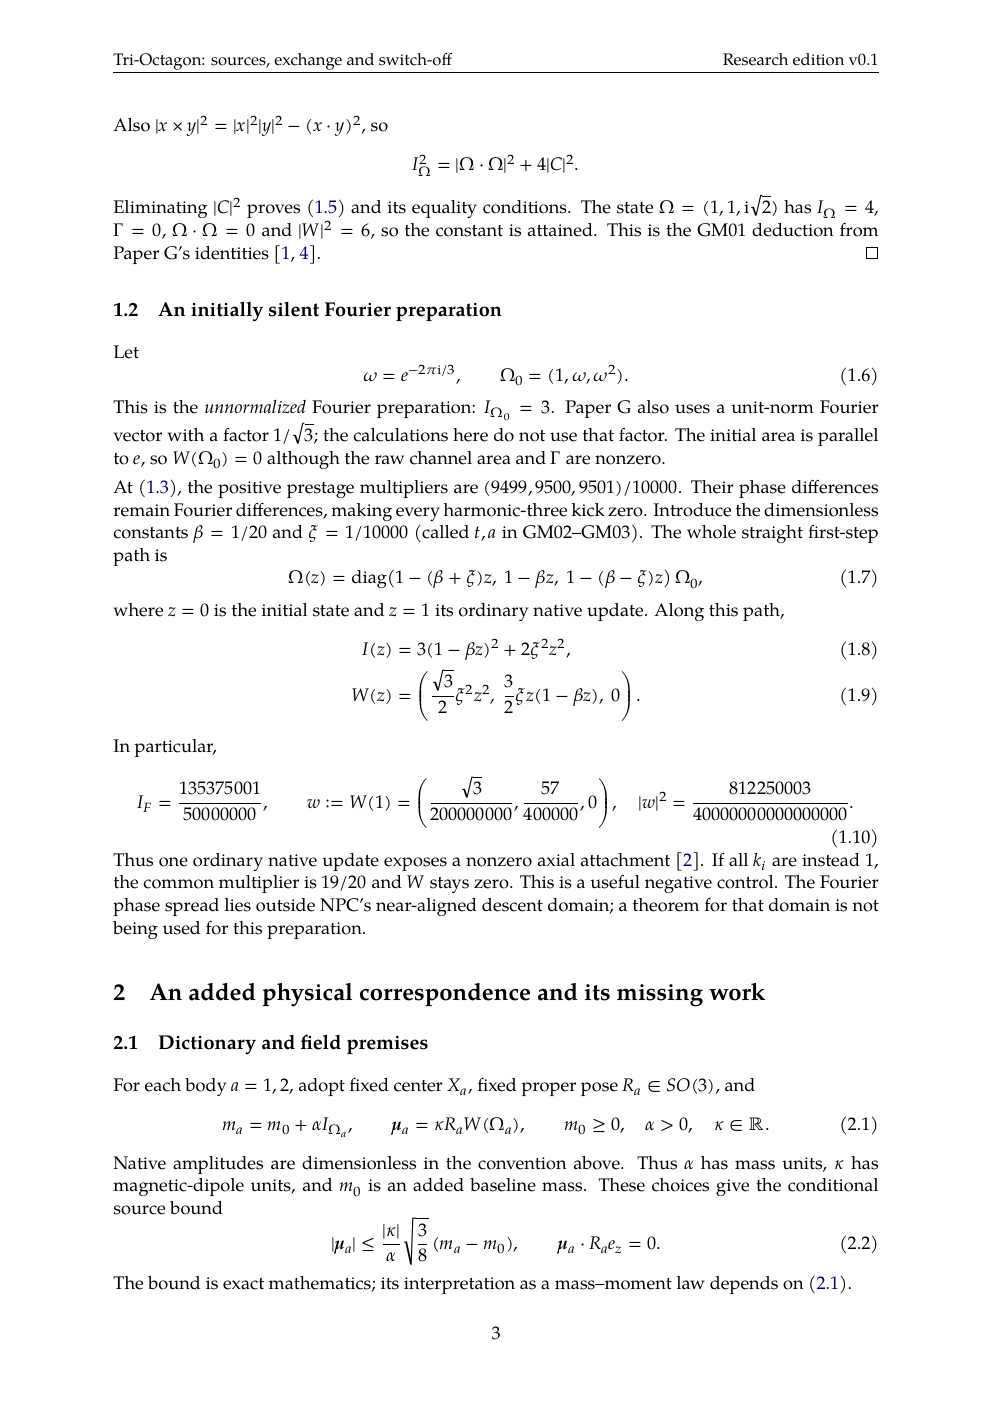 Tri-Octagon: sources, exchange and switch-off Research edition v0.1
Also |x × y|² = |x|²|y|² − (x · y)², so
I_Ω² = |Ω · Ω|² + 4|C|².
Eliminating |C|² proves (1.5) and its equality conditions. The state Ω = (1, 1, i√2) has I_Ω = 4,
Γ = 0, Ω · Ω = 0 and |W|² = 6, so the constant is attained. This is the GM01 deduction from
Paper G’s identities [1, 4]. □
1.2 An initially silent Fourier preparation
Let
ω = e^{−2πi/3}, Ω₀ = (1, ω, ω²). (1.6)
This is the unnormalized Fourier preparation: I_{Ω₀} = 3. Paper G also uses a unit-norm Fourier
vector with a factor 1/√3; the calculations here do not use that factor. The initial area is parallel
to e, so W(Ω₀) = 0 although the raw channel area and Γ are nonzero.
At (1.3), the positive prestage multipliers are (9499, 9500, 9501)/10000. Their phase differences
remain Fourier differences, making every harmonic-three kick zero. Introduce the dimensionless
constants β = 1/20 and ξ = 1/10000 (called t, a in GM02–GM03). The whole straight first-step
path is
Ω(z) = diag(1 − (β + ξ)z, 1 − βz, 1 − (β − ξ)z) Ω₀, (1.7)
where z = 0 is the initial state and z = 1 its ordinary native update. Along this path,
I(z) = 3(1 − βz)² + 2ξ²z², (1.8)
W(z) = (√3/2 ξ²z², 3/2 ξz(1 − βz), 0). (1.9)
In particular,
I_F = 135375001/50000000, w := W(1) = (√3/200000000, 57/400000, 0), |w|² = 812250003/40000000000000000.
(1.10)
Thus one ordinary native update exposes a nonzero axial attachment [2]. If all k_i are instead 1,
the common multiplier is 19/20 and W stays zero. This is a useful negative control. The Fourier
phase spread lies outside NPC’s near-aligned descent domain; a theorem for that domain is not
being used for this preparation.
2 An added physical correspondence and its missing work
2.1 Dictionary and field premises
For each body a = 1, 2, adopt fixed center X_a, fixed proper pose R_a ∈ SO(3), and
m_a = m₀ + αI_{Ω_a}, μ_a = κR_aW(Ω_a), m₀ ≥ 0, α > 0, κ ∈ ℝ. (2.1)
Native amplitudes are dimensionless in the convention above. Thus α has mass units, κ has
magnetic-dipole units, and m₀ is an added baseline mass. These choices give the conditional
source bound
|μ_a| ≤ |κ|/α √(3/8) (m_a − m₀), μ_a · R_ae_z = 0. (2.2)
The bound is exact mathematics; its interpretation as a mass–moment law depends on (2.1).
3